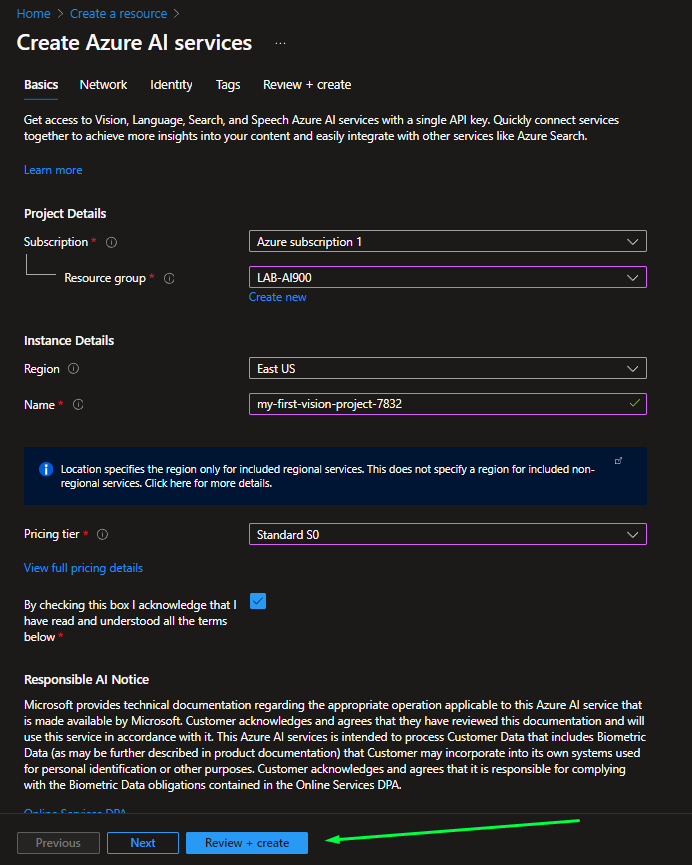 Home > Create a resource >
Create Azure AI services ...
Basics Network Identity Tags Review + create
Get access to Vision, Language, Search, and Speech Azure AI services with a single API key. Quickly connect services
together to achieve more insights into your content and easily integrate with other services like Azure Search.
Learn more
Project Details
Subscription * Azure subscription 1
Resource group * LAB-AI900
Create new
Instance Details
Region East US
Name * my-first-vision-project-7832
Location specifies the region only for included regional services. This does not specify a region for included non-
regional services. Click here for more details.
Pricing tier * Standard S0
View full pricing details
By checking this box I acknowledge that I
have read and understood all the terms
below *
Responsible AI Notice
Microsoft provides technical documentation regarding the appropriate operation applicable to this Azure AI service that
is made available by Microsoft. Customer acknowledges and agrees that they have reviewed this documentation and will
use this service in accordance with it. This Azure AI services is intended to process Customer Data that includes Biometric
Data (as may be further described in product documentation) that Customer may incorporate into its own systems used
for personal identification or other purposes. Customer acknowledges and agrees that it is responsible for complying
with the Biometric Data obligations contained in the Online Services DPA.
Online Services DPA
Previous Next Review + create